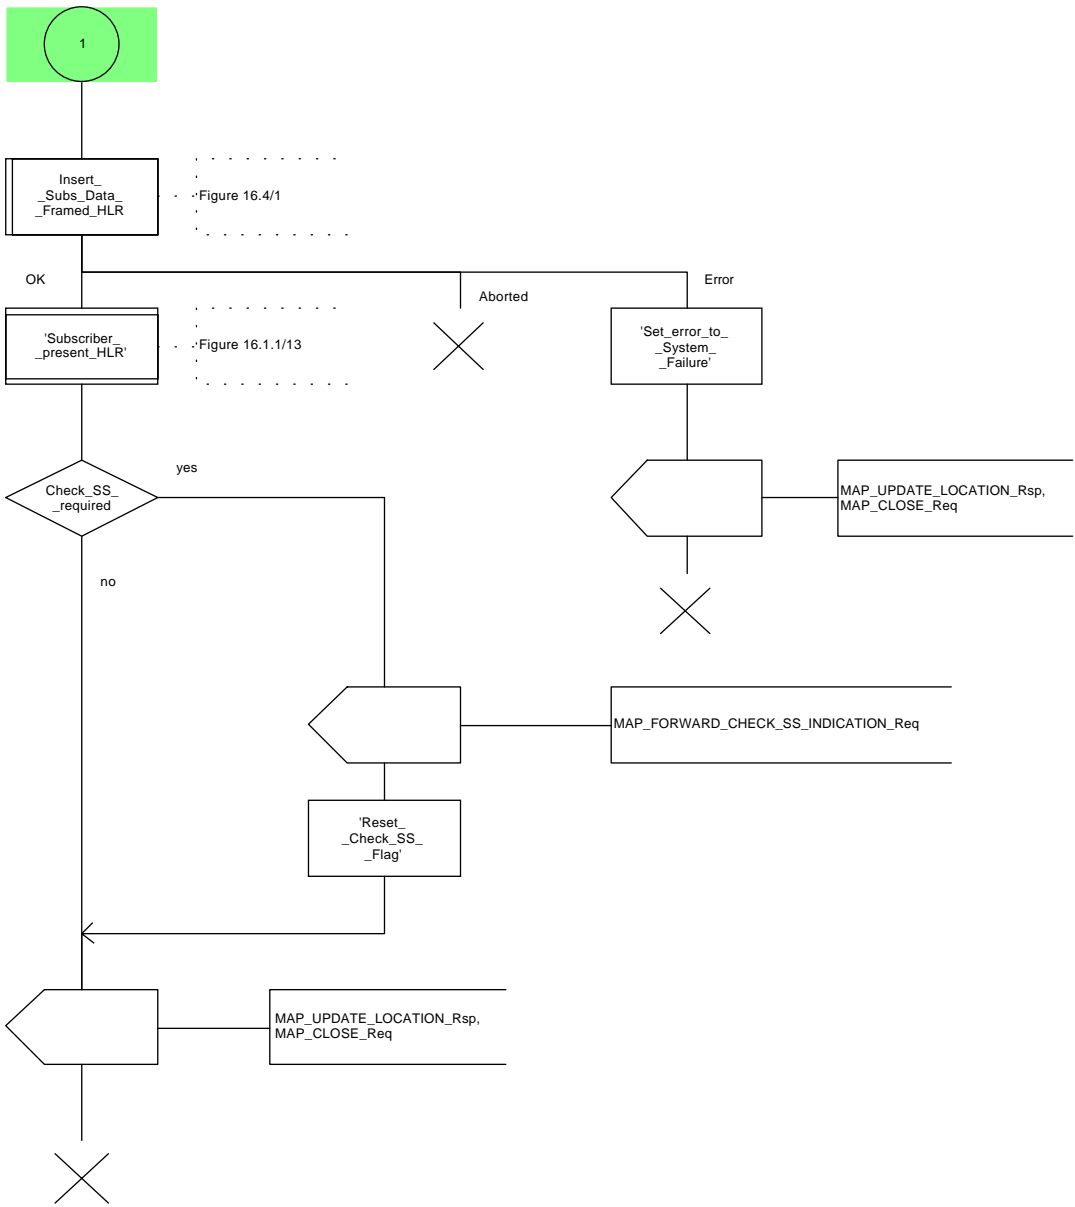 1
Insert_
_Subs_Data_
_Framed_HLR
Figure 16.4/1
OK
Aborted
Error
'Subscriber_
_present_HLR'
Figure 16.1.1/13
'Set_error_to_
_System_
_Failure'
yes
Check_SS_
_required
MAP_UPDATE_LOCATION_Rsp,
MAP_CLOSE_Req
no
MAP_FORWARD_CHECK_SS_INDICATION_Req
'Reset_
_Check_SS_
_Flag'
MAP_UPDATE_LOCATION_Rsp,
MAP_CLOSE_Req